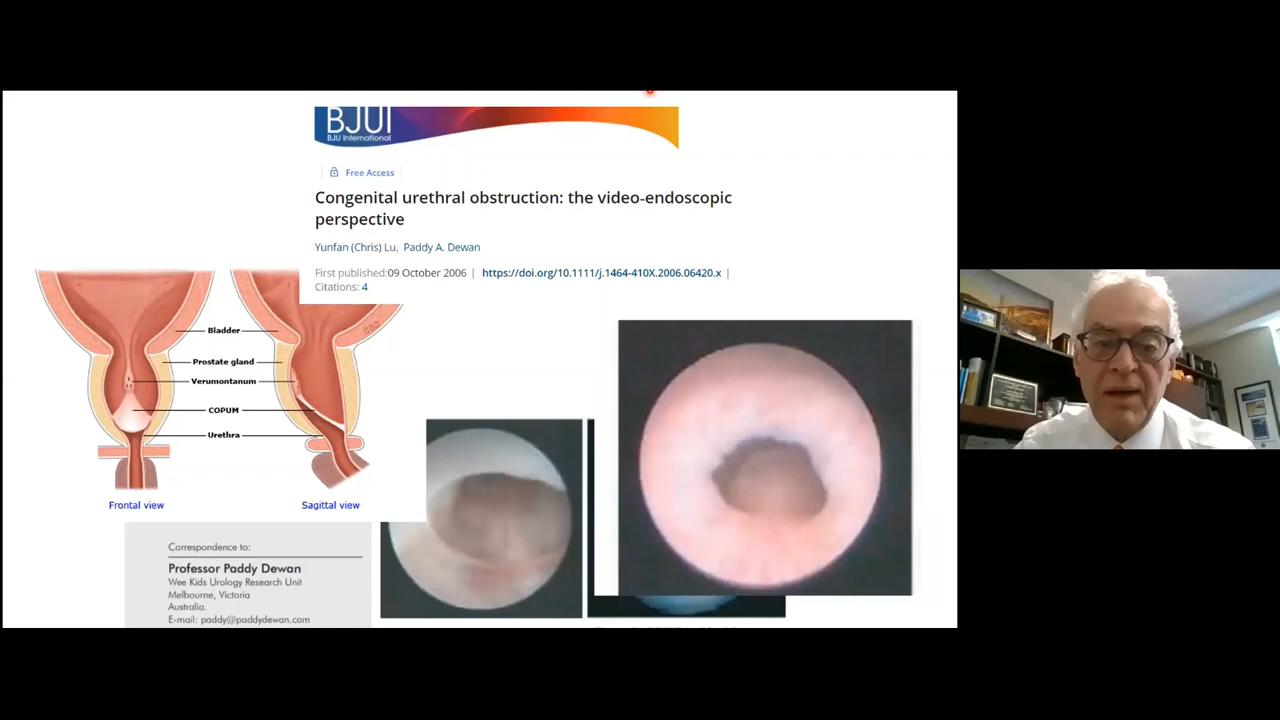 BJUI
BJU International
Free Access
Congenital urethral obstruction: the video-endoscopic
perspective
Yunfan (Chris) Lu, Paddy A. Dewan
First published:09 October 2006 | https://doi.org/10.1111/j.1464-410X.2006.06420.x |
Citations: 4
Bladder
Prostate gland
Verumontanum
COPUM
Urethra
Frontal view
Sagittal view
Correspondence to:
Professor Paddy Dewan
Wee Kids Urology Research Unit
Melbourne, Victoria
Australia.
E-mail: paddy@paddydewan.com